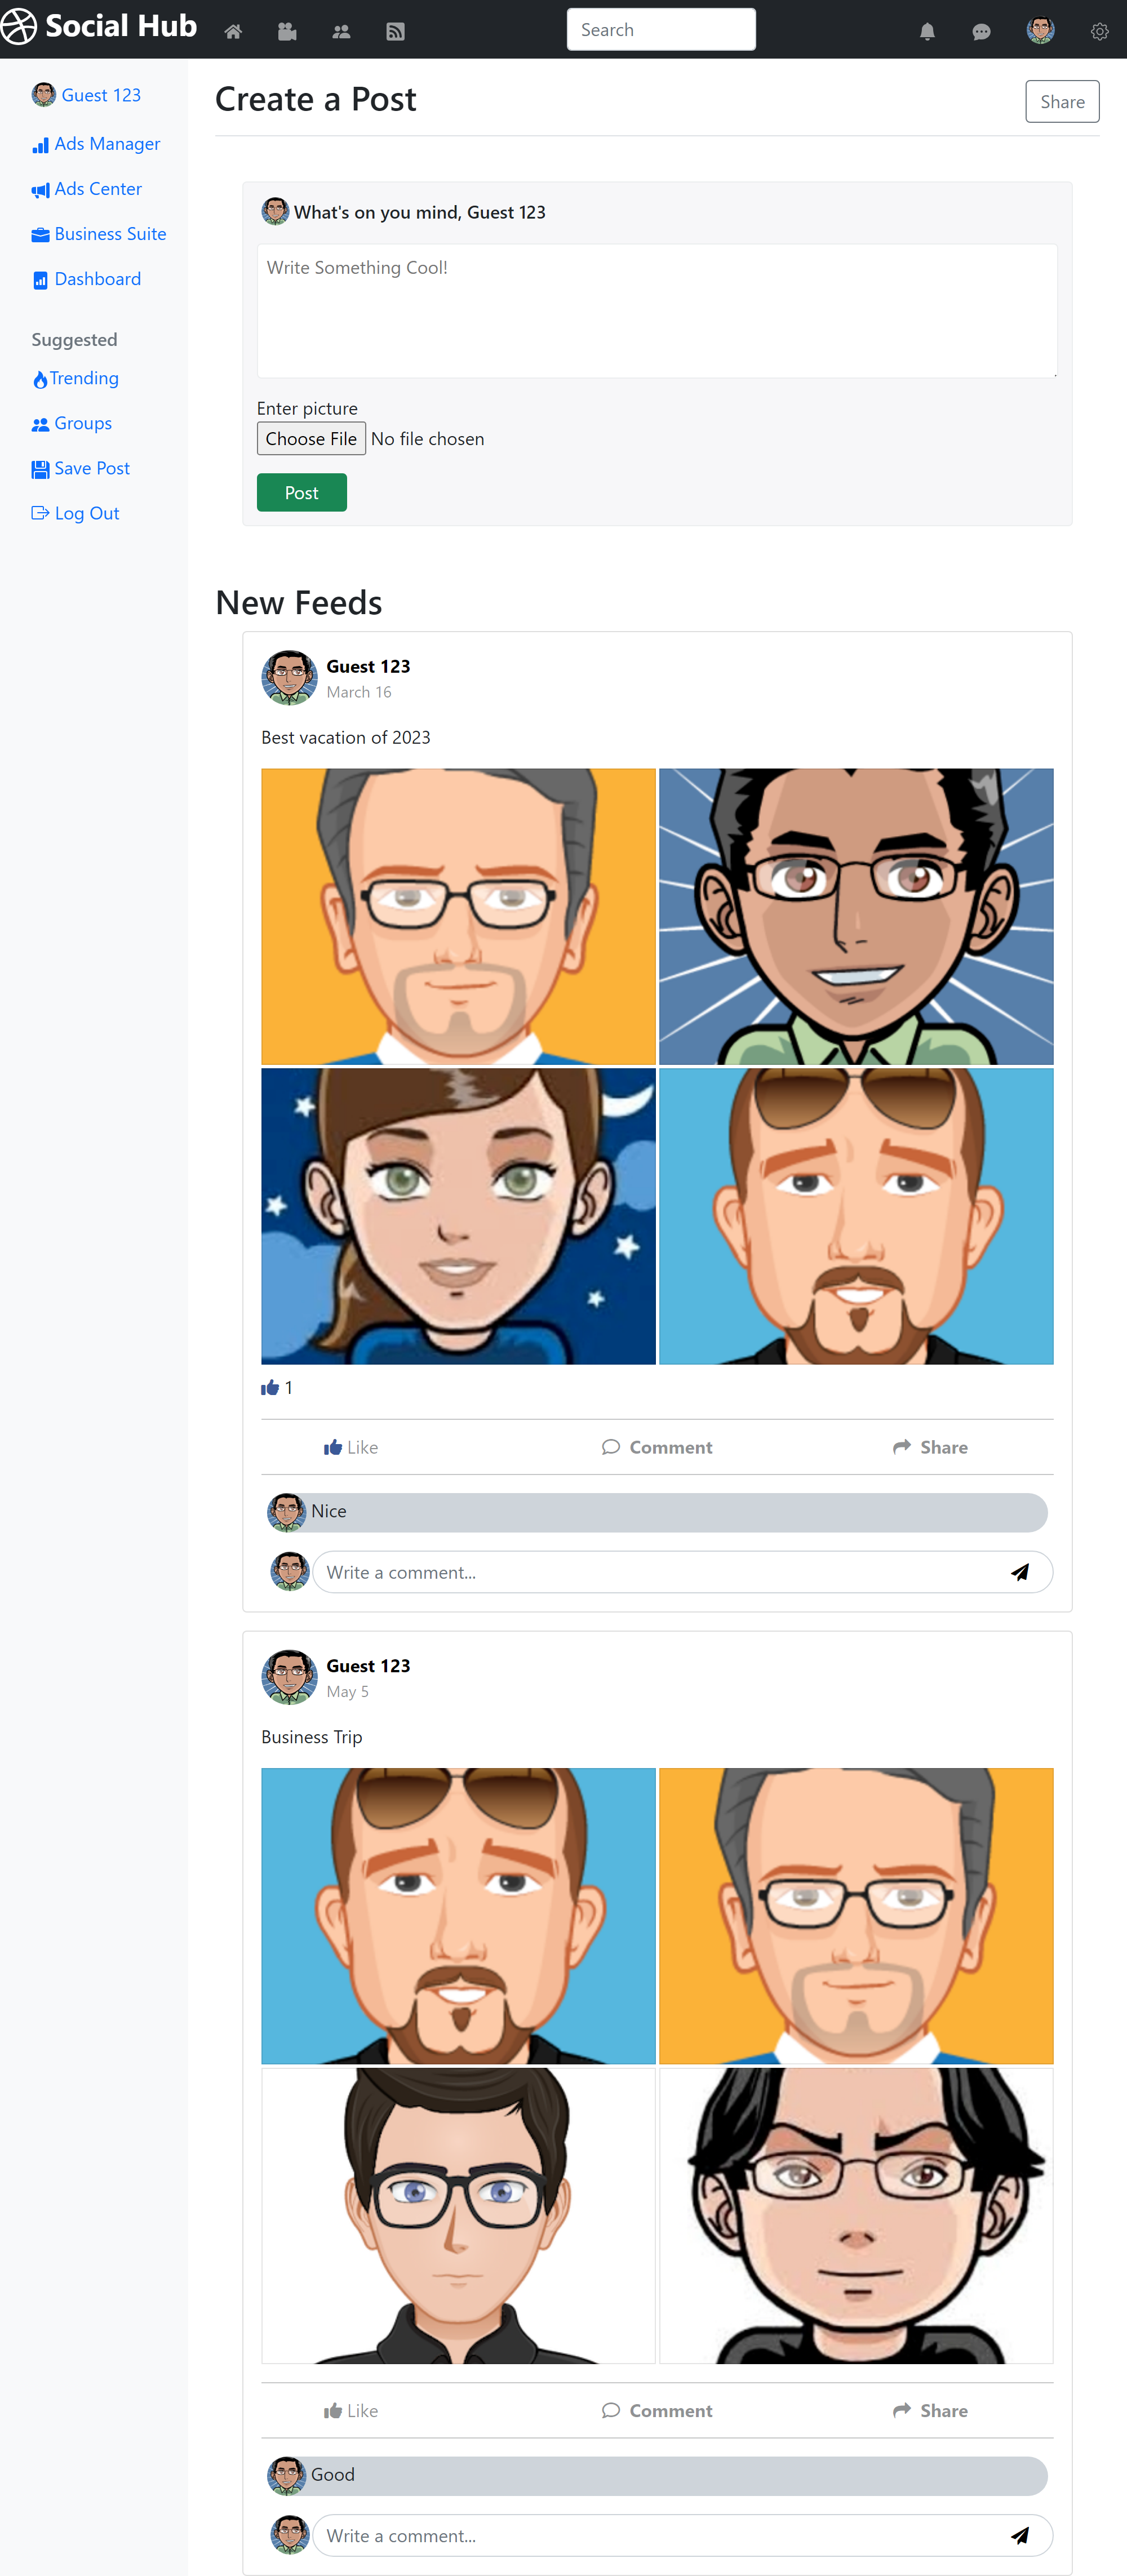 Social Hub
Search
Guest 123
Ads Manager
Ads Center
Business Suite
Dashboard
Suggested
Trending
Groups
Save Post
Log Out
Create a Post
Share
What's on you mind, Guest 123
Write Something Cool!
Enter picture
Choose File No file chosen
Post
New Feeds
Guest 123
March 16
Best vacation of 2023
1
Like Comment Share
Nice
Write a comment...
Guest 123
May 5
Business Trip
Like Comment Share
Good
Write a comment...